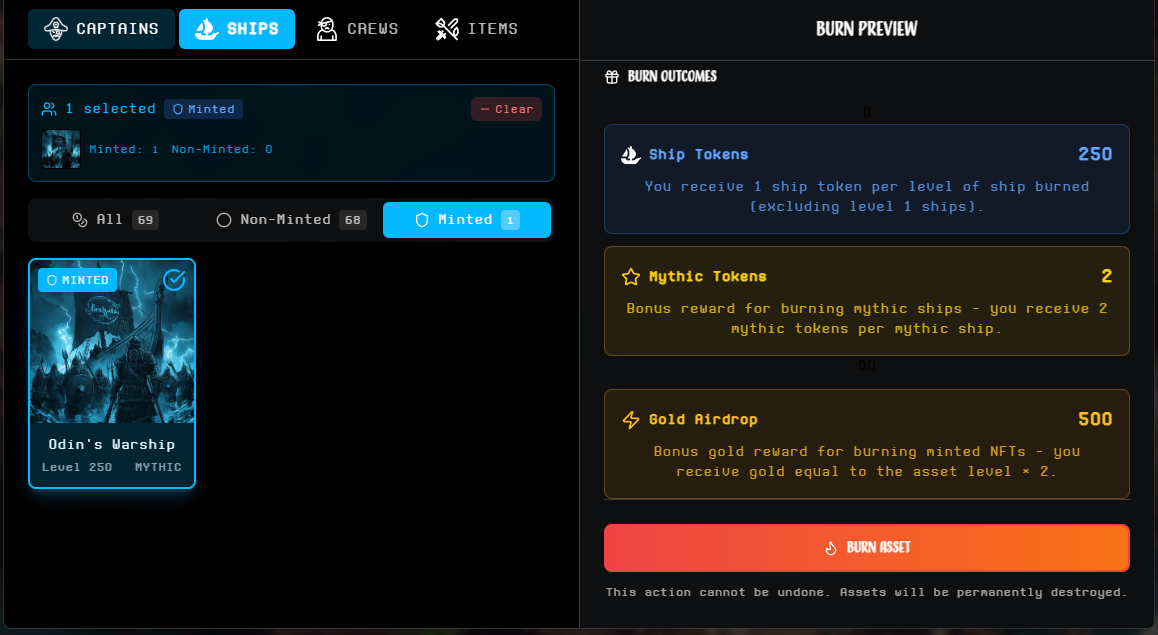 CAPTAINS
SHIPS
CREWS
ITEMS
1 selected
Minted
Clear
Minted: 1 Non-Minted: 0
All 69
Non-Minted 68
Minted 1
MINTED
Odin's Warship
Level 250 MYTHIC
BURN PREVIEW
BURN OUTCOMES
0
Ship Tokens 250
You receive 1 ship token per level of ship burned
(excluding level 1 ships).
Mythic Tokens 2
Bonus reward for burning mythic ships - you receive 2
mythic tokens per mythic ship.
00
Gold Airdrop 500
Bonus gold reward for burning minted NFTs - you
receive gold equal to the asset level × 2.
BURN ASSET
This action cannot be undone. Assets will be permanently destroyed.